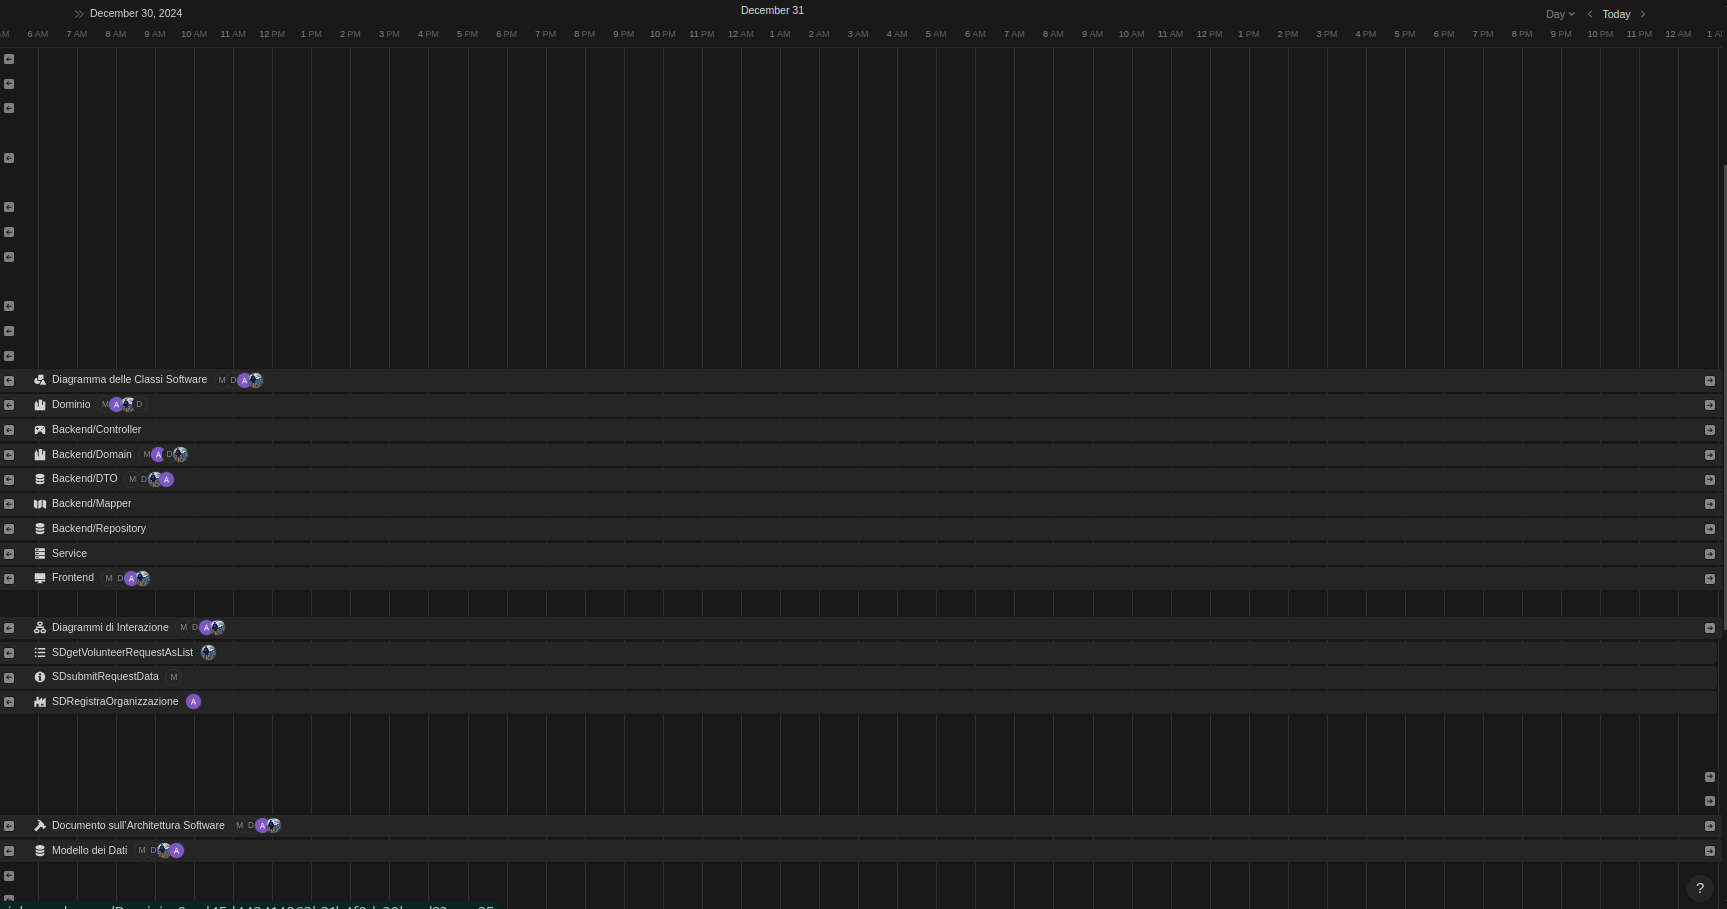 December 30, 2024 December 31 Day Today
6 AM 7 AM 8 AM 9 AM 10 AM 11 AM 12 PM 1 PM 2 PM 3 PM 4 PM 5 PM 6 PM 7 PM 8 PM 9 PM 10 PM 11 PM 12 AM 1 AM 2 AM 3 AM 4 AM 5 AM 6 AM 7 AM 8 AM 9 AM 10 AM 11 AM 12 PM 1 PM 2 PM 3 PM 4 PM 5 PM 6 PM 7 PM 8 PM 9 PM 10 PM 11 PM 12 AM 1
Diagramma delle Classi Software M D A
Dominio M A D
Backend/Controller
Backend/Domain M A D
Backend/DTO M D A
Backend/Mapper
Backend/Repository
Service
Frontend M D A
Diagrammi di Interazione M D A
SDgetVolunteerRequestAsList
SDsubmitRequestData M
SDRegistraOrganizzazione A
Documento sull'Architettura Software M D A
Modello dei Dati M D A
?